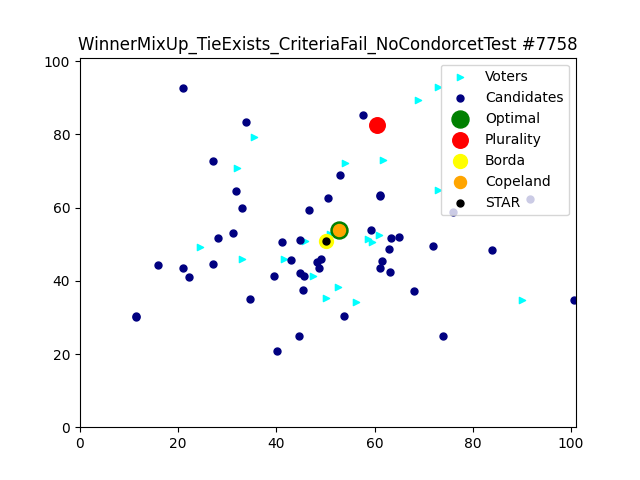 WinnerMixUp_TieExists_CriteriaFail_NoCondorcetTest #7758
100
80
60
40
20
0
0 20 40 60 80 100
Voters
Candidates
Optimal
Plurality
Borda
Copeland
STAR